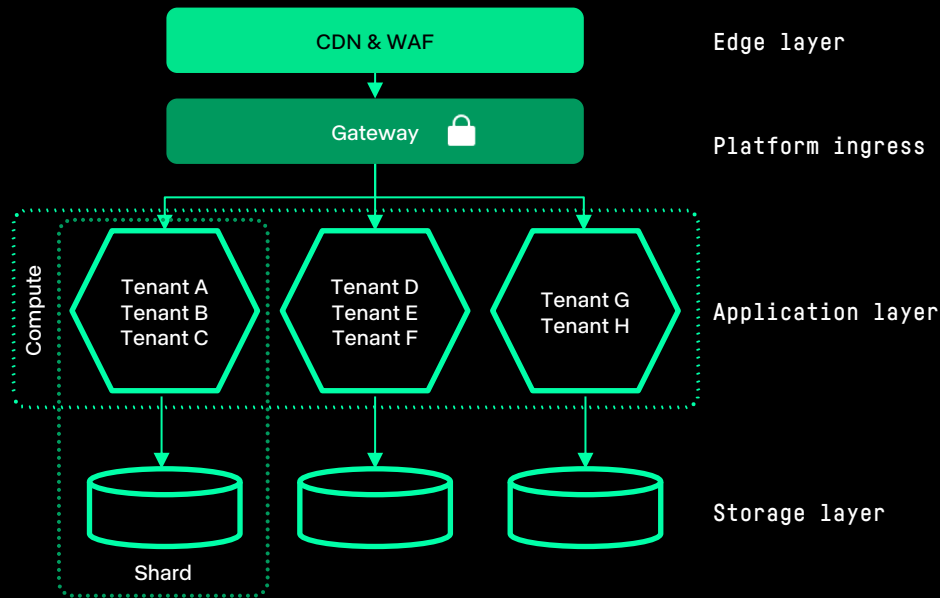 CDN & WAF
Edge layer
Gateway
Platform ingress
Compute
Tenant A
Tenant B
Tenant C
Tenant D
Tenant E
Tenant F
Tenant G
Tenant H
Application layer
Storage layer
Shard